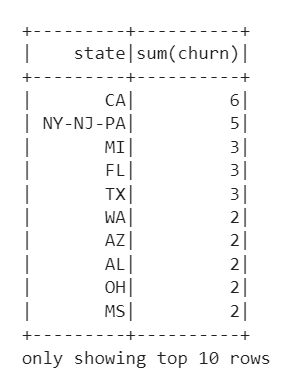 +---------+----------+
|    state|sum(churn)|
+---------+----------+
|       CA|         6|
| NY-NJ-PA|         5|
|       MI|         3|
|       FL|         3|
|       TX|         3|
|       WA|         2|
|       AZ|         2|
|       AL|         2|
|       OH|         2|
|       MS|         2|
+---------+----------+
only showing top 10 rows